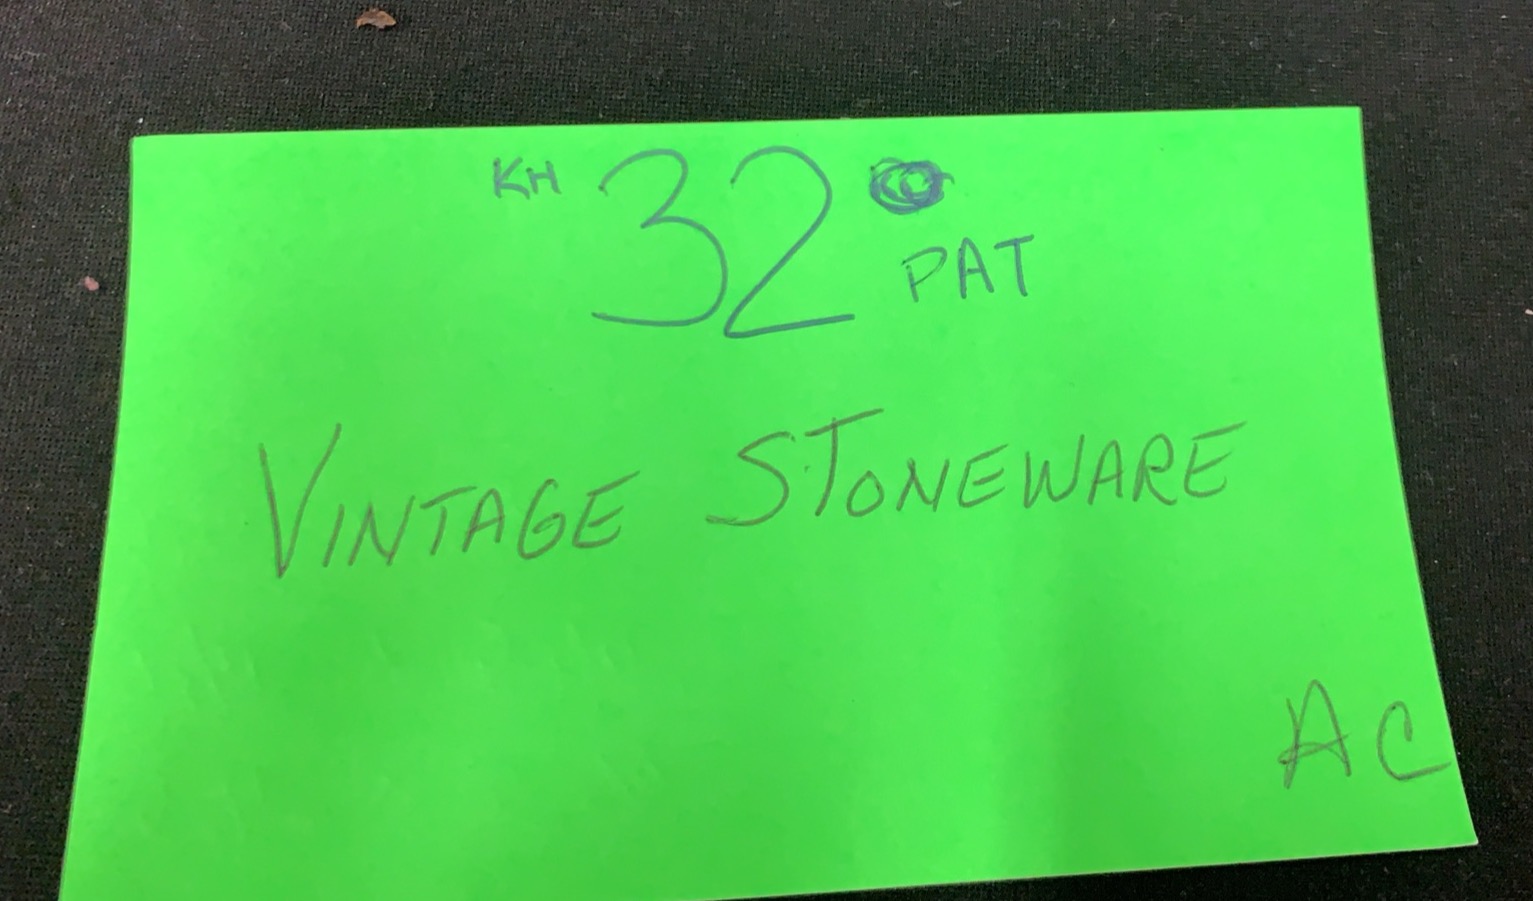 KH 32
PAT
VINTAGE STONEWARE
AC